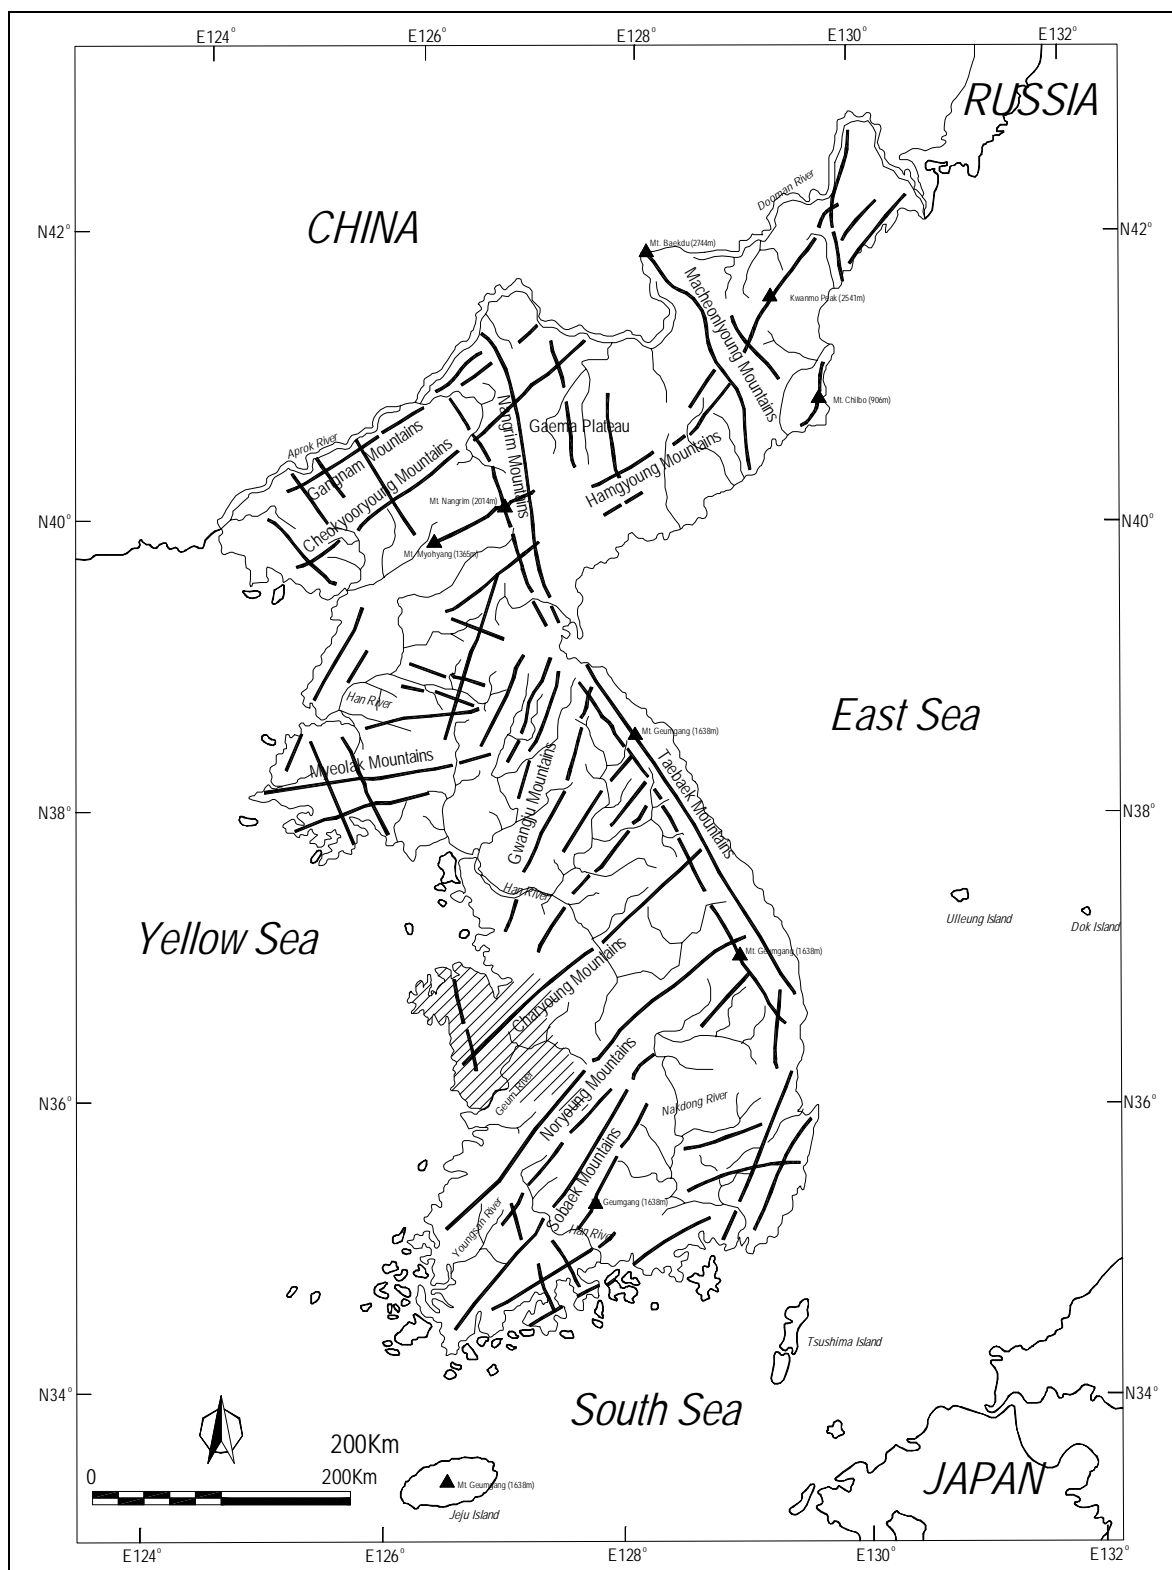 E124° E126° E128° E130° E132°
RUSSIA
Dooman River
CHINA
N42°
N42°
Mt. Baekdu (2744m)
Macheonlyoung Mountains
Kwanmo Peak (2541m)
Mt. Chilbo (906m)
Nangrim Mountains
Gaema Plateau
Aprok River
Gangnam Mountains
Cheokyooryoung Mountains
Hamgyoung Mountains
Mt. Nangrim (2014m)
N40°
N40°
Mt. Myohyang (1365m)
Han River
East Sea
Mt. Geumgang (1638m)
Myeolak Mountains
Taebaek Mountains
Gwangju Mountains
N38°
N38°
Han River
Ulleung Island
Dok Island
Yellow Sea
Mt. Geumgang (1638m)
Charyoung Mountains
Geum River
Noryoung Mountains
Nakdong River
N36°
N36°
Sobaek Mountains
Geumgang (1638m)
Youngsan River
Han River
Tsushima Island
N34°
N34°
South Sea
200Km
0 200Km
JAPAN
Mt. Geumgang (1638m)
Jeju Island
E124° E126° E128° E130° E132°